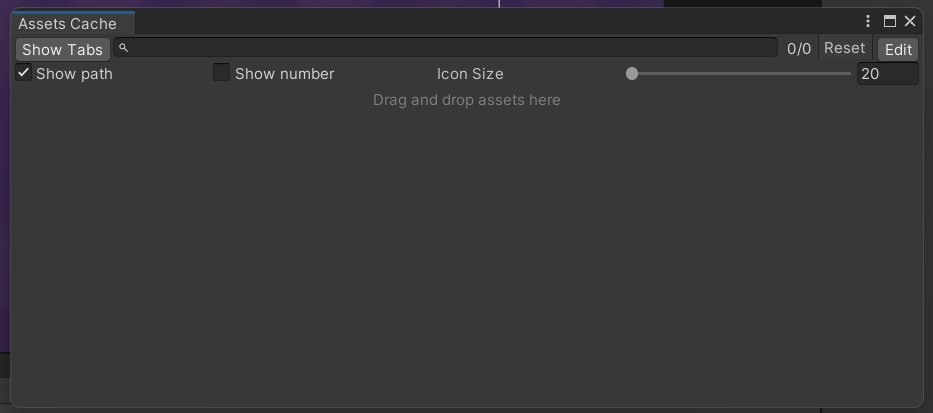 Assets Cache
Show Tabs 0/0 Reset Edit
Show path Show number Icon Size 20
Drag and drop assets here